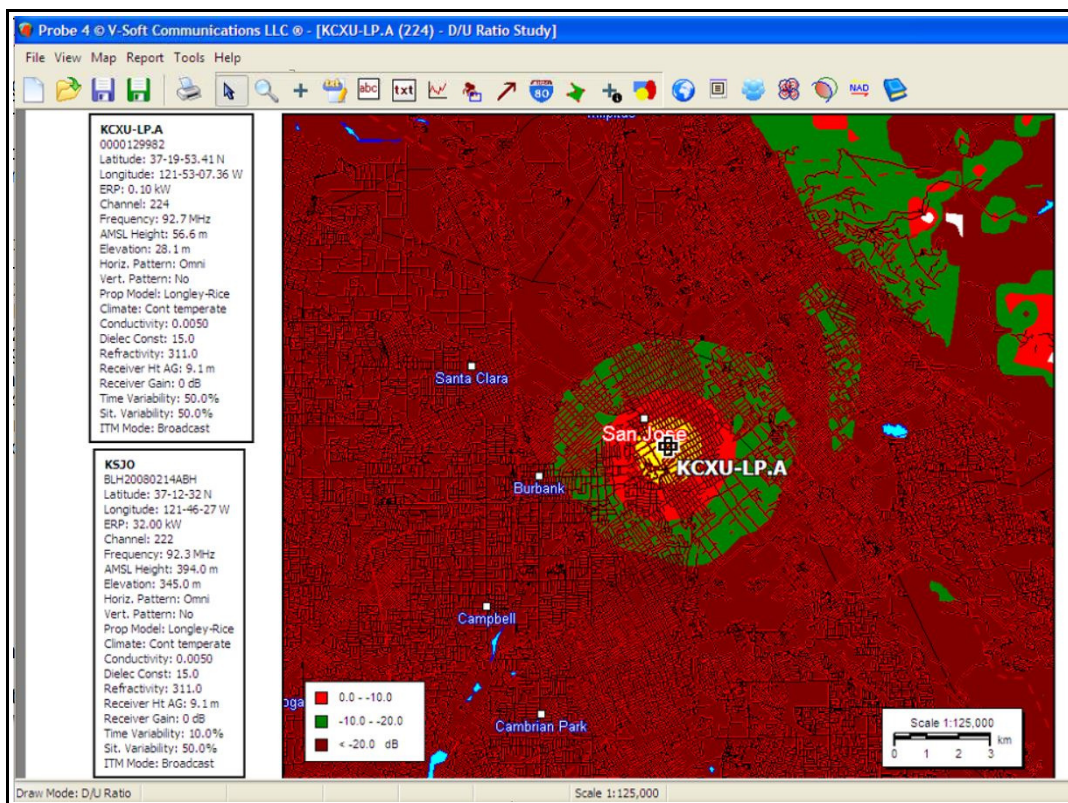 Probe 4 © V-Soft Communications LLC ® - [KCXU-LP.A (224) - D/U Ratio Study]
File View Map Report Tools Help
abc txt 80 NAD
KCXU-LP.A
0000129982
Latitude: 37-19-53.41 N
Longitude: 121-53-07.36 W
ERP: 0.10 kW
Channel: 224
Frequency: 92.7 MHz
AMSL Height: 56.6 m
Elevation: 28.1 m
Horiz. Pattern: Omni
Vert. Pattern: No
Prop Model: Longley-Rice
Climate: Cont temperate
Conductivity: 0.0050
Dielec Const: 15.0
Refractivity: 311.0
Receiver Ht AG: 9.1 m
Receiver Gain: 0 dB
Time Variability: 50.0%
Sit. Variability: 50.0%
ITM Mode: Broadcast
KSJO
BLH20080214ABH
Latitude: 37-12-32 N
Longitude: 121-46-27 W
ERP: 32.00 kW
Channel: 222
Frequency: 92.3 MHz
AMSL Height: 394.0 m
Elevation: 345.0 m
Horiz. Pattern: Omni
Vert. Pattern: No
Prop Model: Longley-Rice
Climate: Cont temperate
Conductivity: 0.0050
Dielec Const: 15.0
Refractivity: 311.0
Receiver Ht AG: 9.1 m
Receiver Gain: 0 dB
Time Variability: 10.0%
Sit. Variability: 50.0%
ITM Mode: Broadcast
Santa Clara
San Jose
KCXU-LP.A
Burbank
Campbell
oga
Cambrian Park
0.0 - -10.0
-10.0 - -20.0
< -20.0 dB
Scale 1:125,000
0 1 2 3 km
Draw Mode: D/U Ratio
Scale 1:125,000